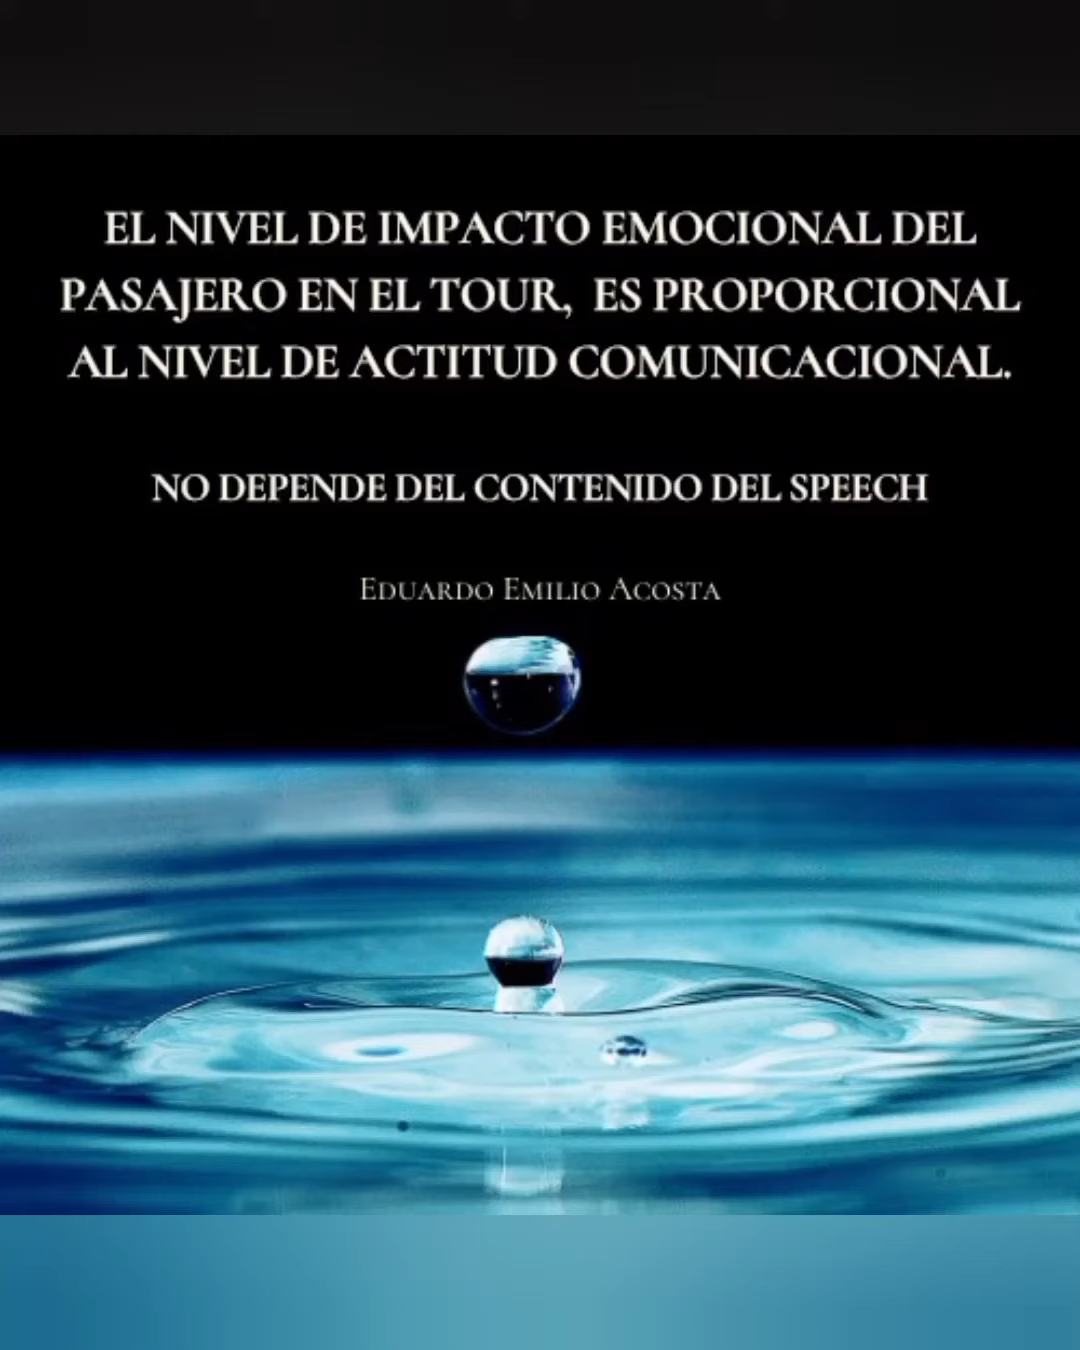 EL NIVEL DE IMPACTO EMOCIONAL DEL
PASAJERO EN EL TOUR, ES PROPORCIONAL
AL NIVEL DE ACTITUD COMUNICACIONAL.
NO DEPENDE DEL CONTENIDO DEL SPEECH
EDUARDO EMILIO ACOSTA